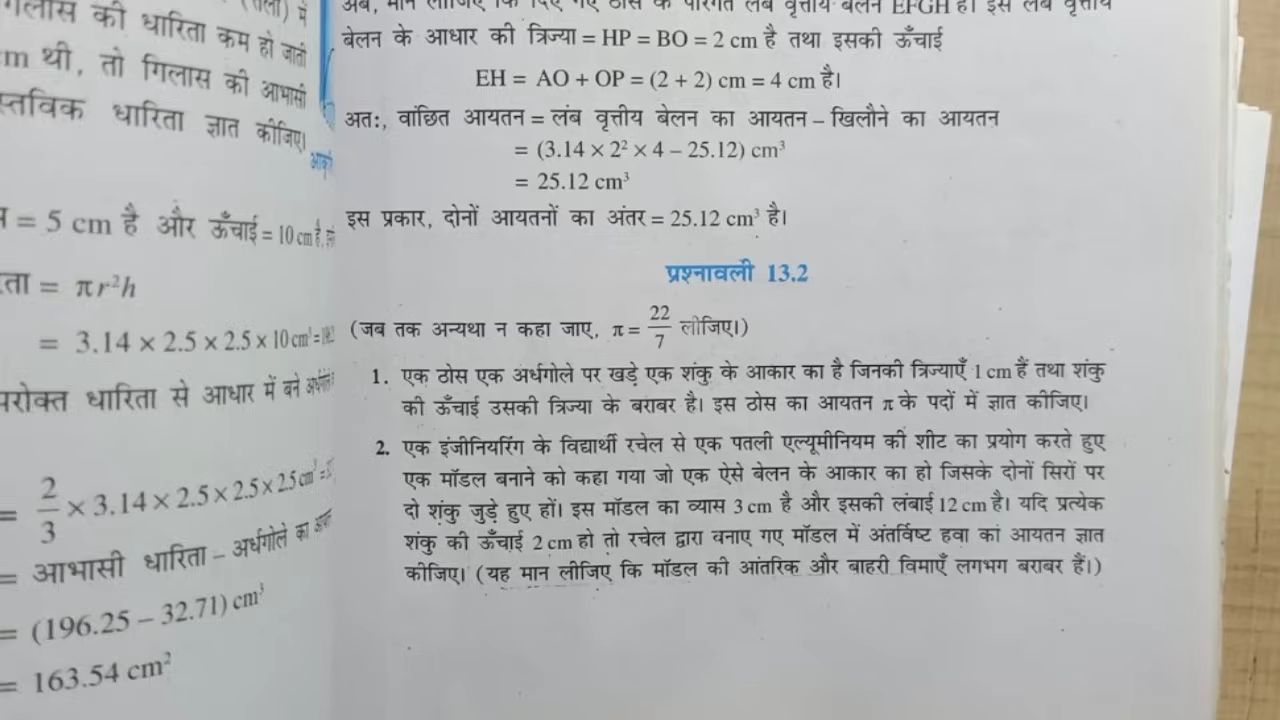 में
गिलास की धारिता कम हो जाती
थी, तो गिलास की आभासी
धारिता ज्ञात कीजिए।
= 5 cm है और ऊँचाई = 10 cm है,
= πr²h
= 3.14 × 2.5 × 2.5 × 10 cm³
धारिता से आधार में बने
= 2/3 × 3.14 × 2.5 × 2.5 × 2.5 cm³
= आभासी धारिता – अर्धगोले का
= (196.25 – 32.71) cm³
= 163.54 cm²
अब, मान लीजिए कि दिए गए ठोस के परिगत लंब वृत्तीय बेलन EFGH है। इस लंब वृत्तीय
बेलन के आधार की त्रिज्या = HP = BO = 2 cm है तथा इसकी ऊँचाई
EH = AO + OP = (2 + 2) cm = 4 cm है।
अतः, वांछित आयतन = लंब वृत्तीय बेलन का आयतन – खिलौने का आयतन
= (3.14 × 2² × 4 – 25.12) cm³
= 25.12 cm³
इस प्रकार, दोनों आयतनों का अंतर = 25.12 cm³ है।
प्रश्नावली 13.2
(जब तक अन्यथा न कहा जाए, π = 22/7 लीजिए।)
1. एक ठोस एक अर्धगोले पर खड़े एक शंकु के आकार का है जिनकी त्रिज्याएँ 1 cm हैं तथा शंकु
की ऊँचाई उसकी त्रिज्या के बराबर है। इस ठोस का आयतन π के पदों में ज्ञात कीजिए।
2. एक इंजीनियरिंग के विद्यार्थी रचेल से एक पतली एल्यूमीनियम की शीट का प्रयोग करते हुए
एक मॉडल बनाने को कहा गया जो एक ऐसे बेलन के आकार का हो जिसके दोनों सिरों पर
दो शंकु जुड़े हुए हों। इस मॉडल का व्यास 3 cm है और इसकी लंबाई 12 cm है। यदि प्रत्येक
शंकु की ऊँचाई 2 cm हो तो रचेल द्वारा बनाए गए मॉडल में अंतर्विष्ट हवा का आयतन ज्ञात
कीजिए। (यह मान लीजिए कि मॉडल की आंतरिक और बाहरी विमाएँ लगभग बराबर हैं।)